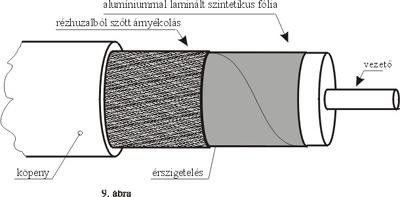 alumíniummal laminált szintetikus fólia
rézhuzalból szőtt árnyékolás
vezető
köpeny
érszigetelés
9. ábra